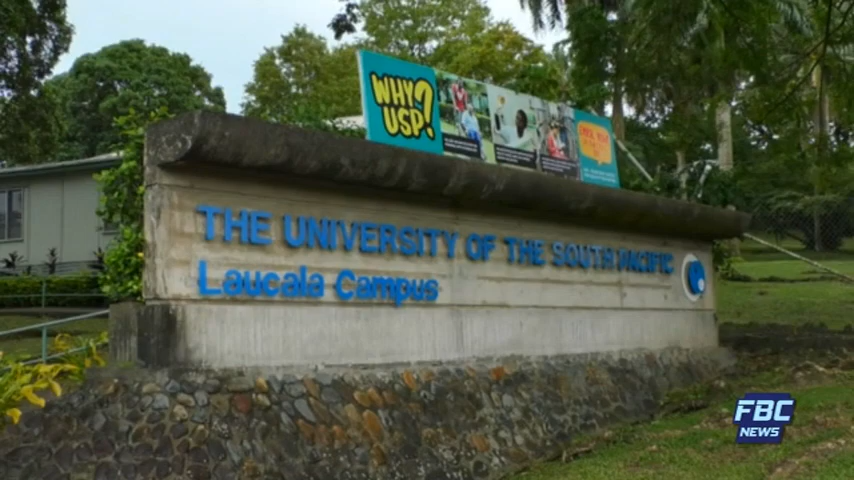 WHY
USP?
THE UNIVERSITY OF THE SOUTH PACIFIC
Laucala Campus
FBC
NEWS